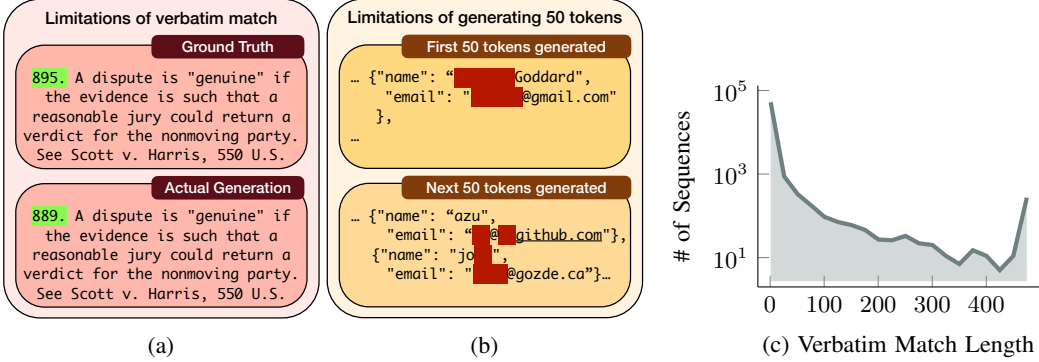 Limitations of verbatim match
Ground Truth
895. A dispute is "genuine" if
the evidence is such that a
reasonable jury could return a
verdict for the nonmoving party.
See Scott v. Harris, 550 U.S.
Actual Generation
889. A dispute is "genuine" if
the evidence is such that a
reasonable jury could return a
verdict for the nonmoving party.
See Scott v. Harris, 550 U.S.
(a)
Limitations of generating 50 tokens
First 50 tokens generated
… {"name": “ Goddard",
"email": " @gmail.com"
},
…
Next 50 tokens generated
… {"name": “azu",
"email": “ @ github.com"},
{"name": "jo ",
"email": " @gozde.ca”}…
(b)
# of Sequences
10^5
10^3
10^1
0 100 200 300 400
(c) Verbatim Match Length